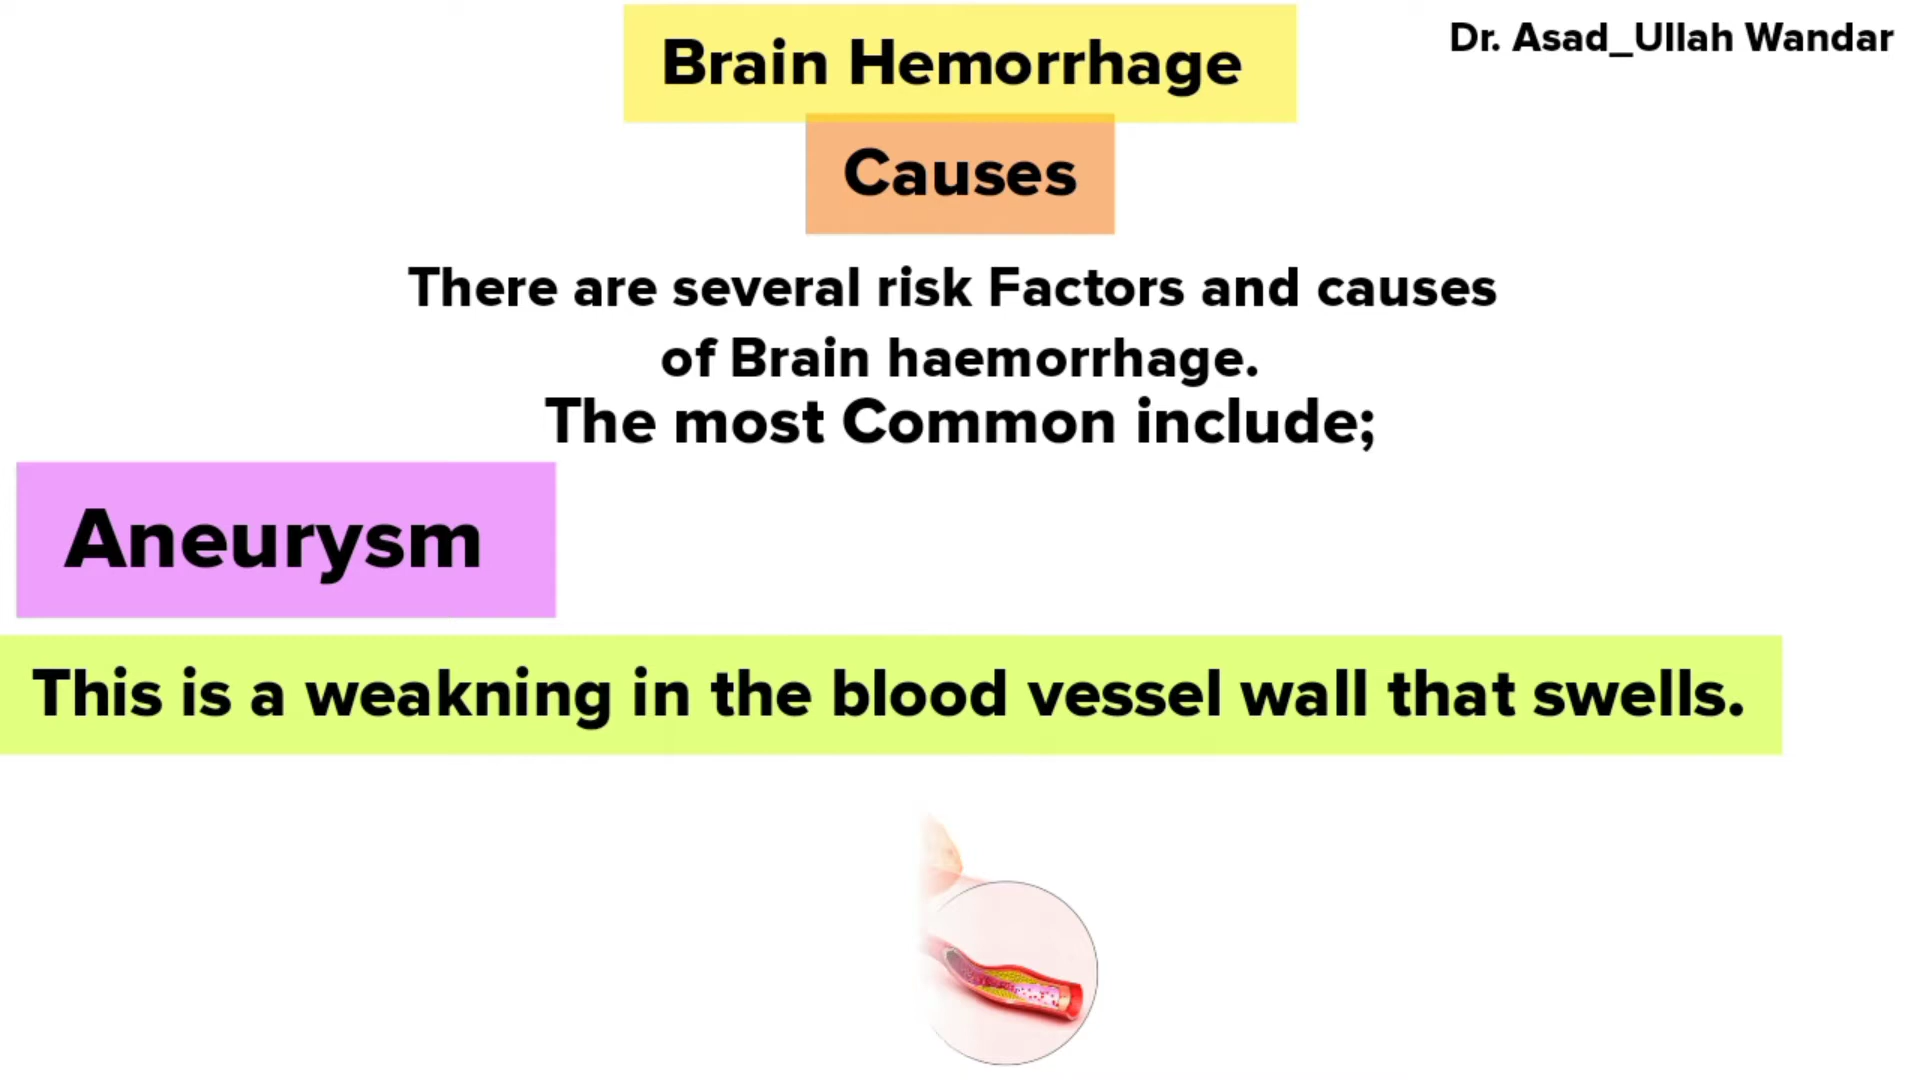 Brain Hemorrhage
Dr. Asad_Ullah Wandar
Causes
There are several risk Factors and causes
of Brain haemorrhage.
The most Common include;
Aneurysm
This is a weakning in the blood vessel wall that swells.